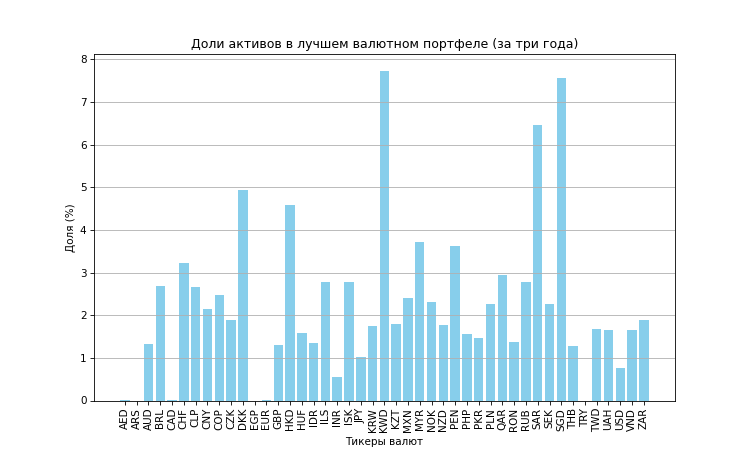 Доли активов в лучшем валютном портфеле (за три года)
Доля (%)
8
7
6
5
4
3
2
1
0
AED ARS AUD BRL CAD CHF CLP CNY COP CZK DKK EGP EUR GBP HKD HUF IDR ILS INR ISK JPY KRW KWD KZT MXN MYR NOK NZD PEN PHP PKR PLN QAR RON RUB SAR SEK SGD THB TRY TWD UAH USD VND ZAR
Тикеры валют